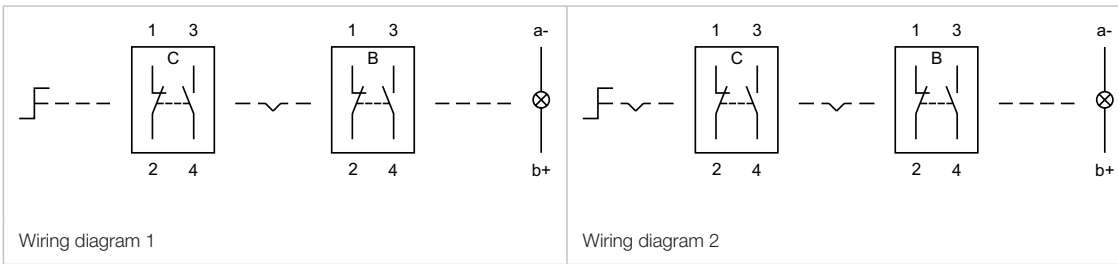 1 3 1 3 a-
C B
2 4 2 4 b+
Wiring diagram 1
1 3 1 3 a-
C B
2 4 2 4 b+
Wiring diagram 2